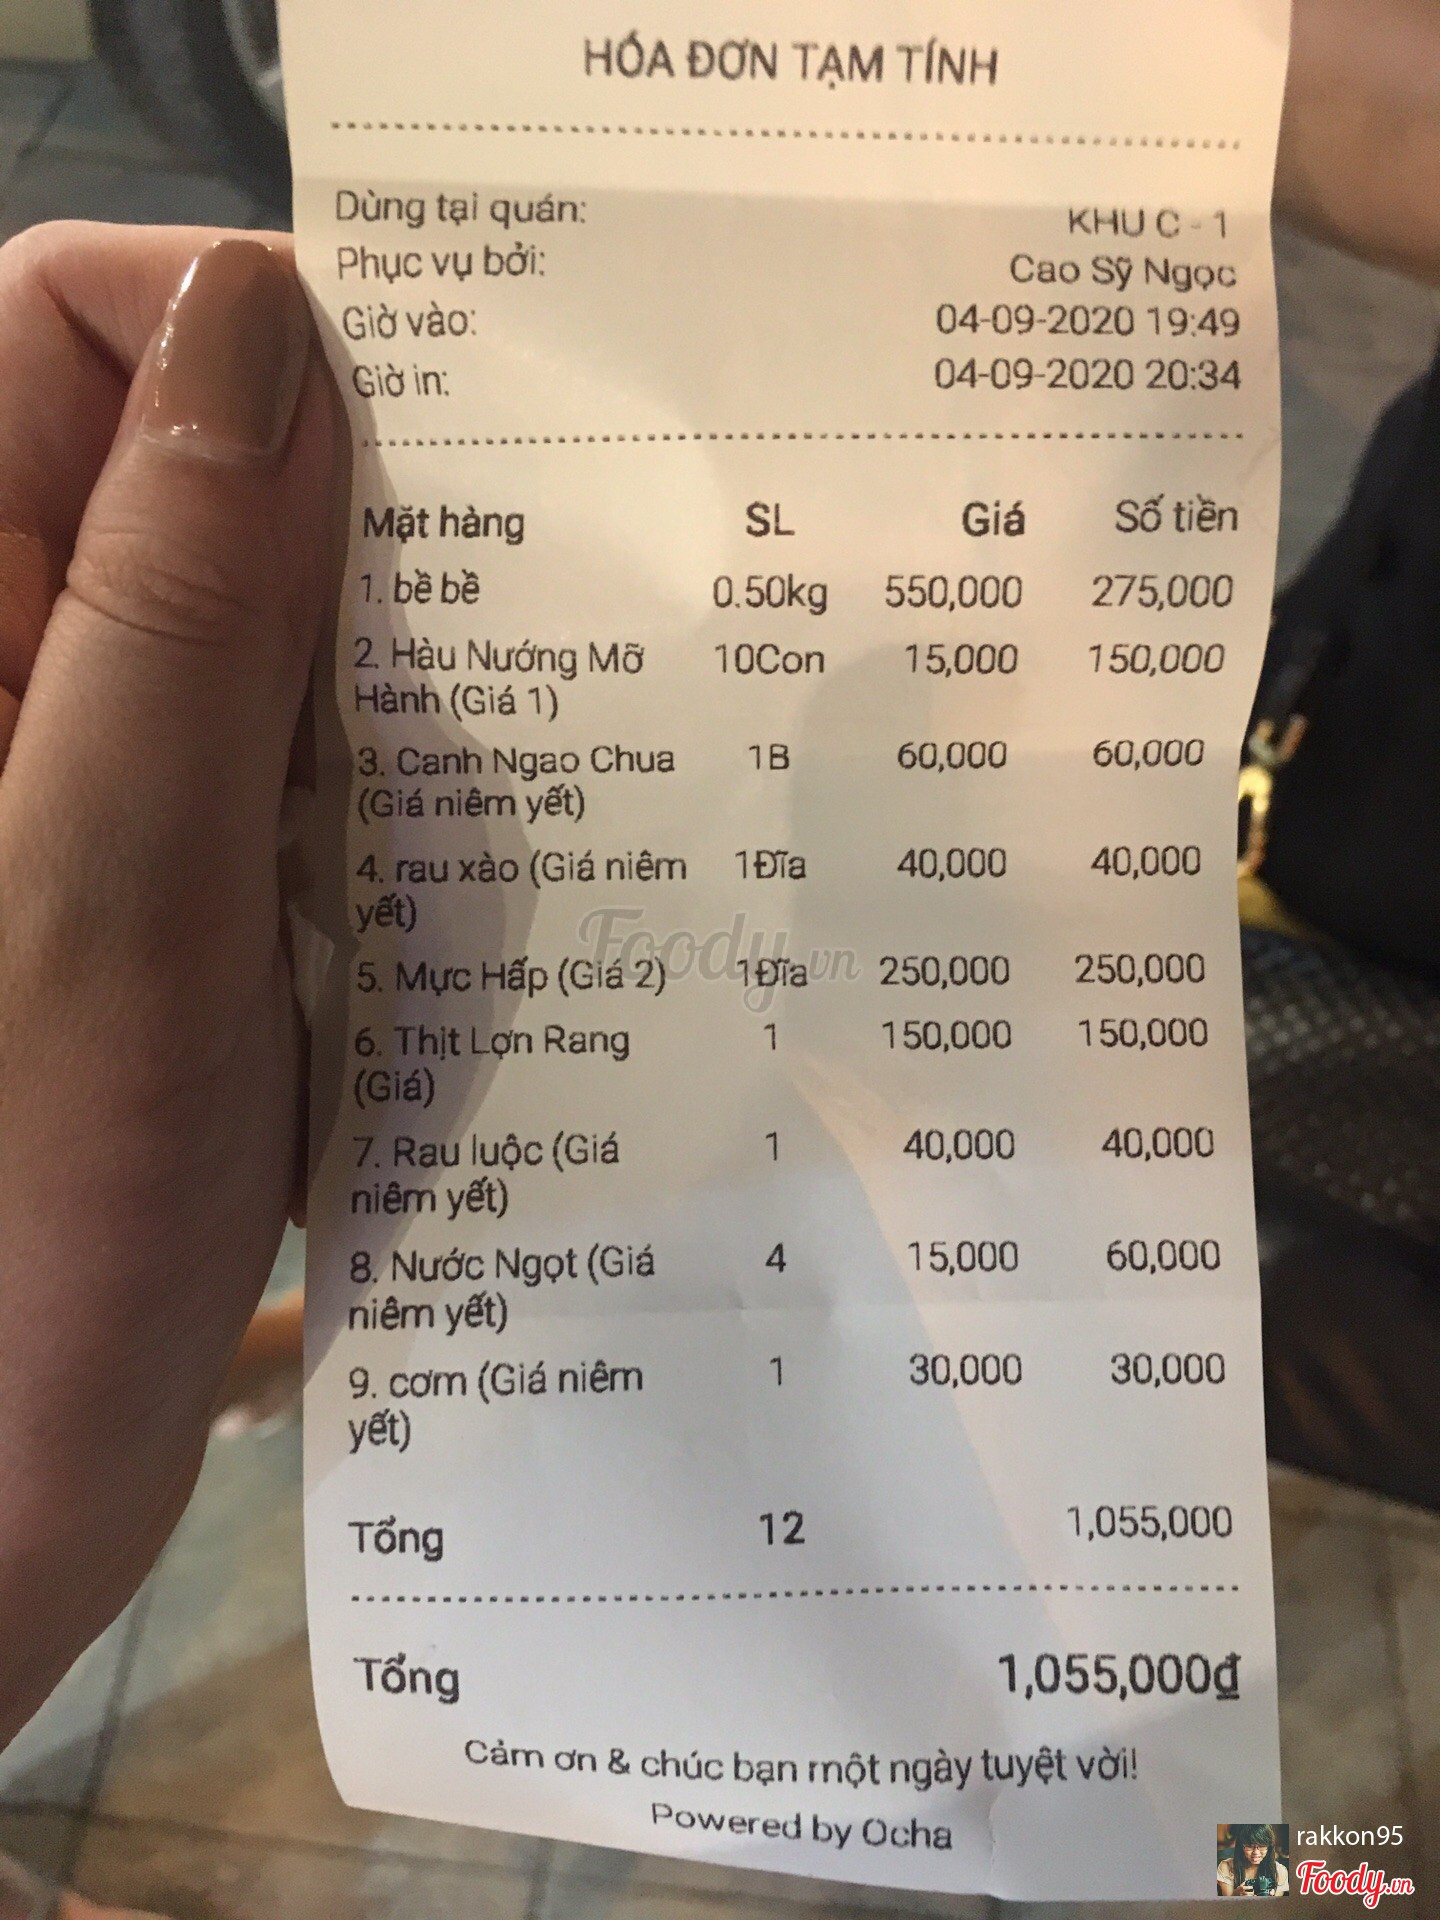 HÓA ĐƠN TẠM TÍNH
Dùng tại quán: KHU C - 1
Phục vụ bởi: Cao Sỹ Ngọc
Giờ vào: 04-09-2020 19:49
Giờ in: 04-09-2020 20:34
Mặt hàng SL Giá Số tiền
1. bề bề 0.50kg 550,000 275,000
2. Hàu Nướng Mỡ 10Con 15,000 150,000
Hành (Giá 1)
3. Canh Ngao Chua 1B 60,000 60,000
(Giá niêm yết)
4. rau xào (Giá niêm 1Đĩa 40,000 40,000
yết)
5. Mực Hấp (Giá 2) 1Đĩa 250,000 250,000
6. Thịt Lợn Rang 1 150,000 150,000
(Giá)
7. Rau luộc (Giá 1 40,000 40,000
niêm yết)
8. Nước Ngọt (Giá 4 15,000 60,000
niêm yết)
9. cơm (Giá niêm 1 30,000 30,000
yết)
Tổng 12 1,055,000
Tổng 1,055,000₫
Cảm ơn & chúc bạn một ngày tuyệt vời!
Powered by Ocha
Foody.vn
rakkon95
Foody.vn